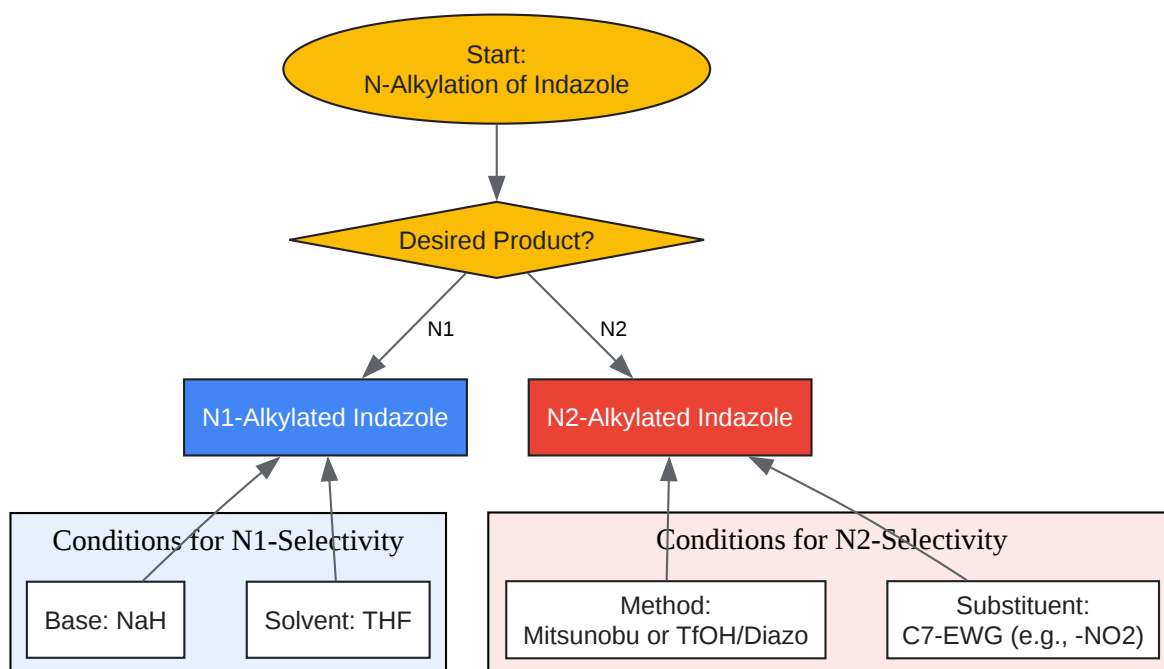 Start:
N-Alkylation of Indazole
Desired Product?
N1
N2
N1-Alkylated Indazole
N2-Alkylated Indazole
Conditions for N1-Selectivity
Conditions for N2-Selectivity
Base: NaH
Solvent: THF
Method:
Mitsunobu or TfOH/Diazo
Substituent:
C7-EWG (e.g., -NO2)